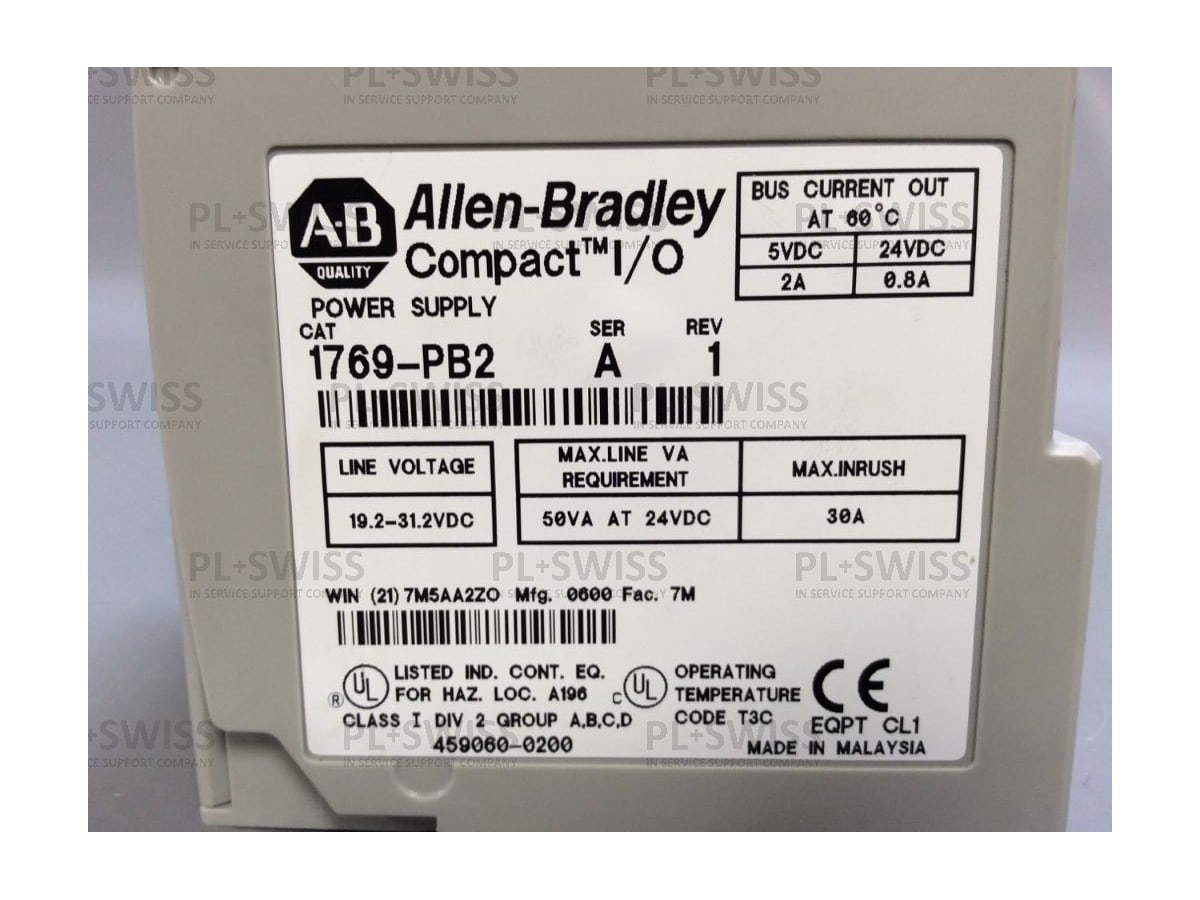 A-B
QUALITY
Allen-Bradley
Compact™ I/O
POWER SUPPLY
BUS CURRENT OUT
AT 60°C
5VDC 24VDC
2A 0.8A
CAT SER REV
1769-PB2 A 1
LINE VOLTAGE
19.2-31.2VDC
MAX.LINE VA
REQUIREMENT
MAX.INRUSH
50VA AT 24VDC 30A
WIN (21) 7M5AA2ZO Mfg. 0600 Fac. 7M
UL ® LISTED IND. CONT. EQ.
FOR HAZ. LOC. A196
CLASS I DIV 2 GROUP A,B,C,D
459060-0200
C UL OPERATING
TEMPERATURE
CODE T3C
CE
EQPT CL1
MADE IN MALAYSIA
PL+SWISS
IN SERVICE SUPPORT COMPANY